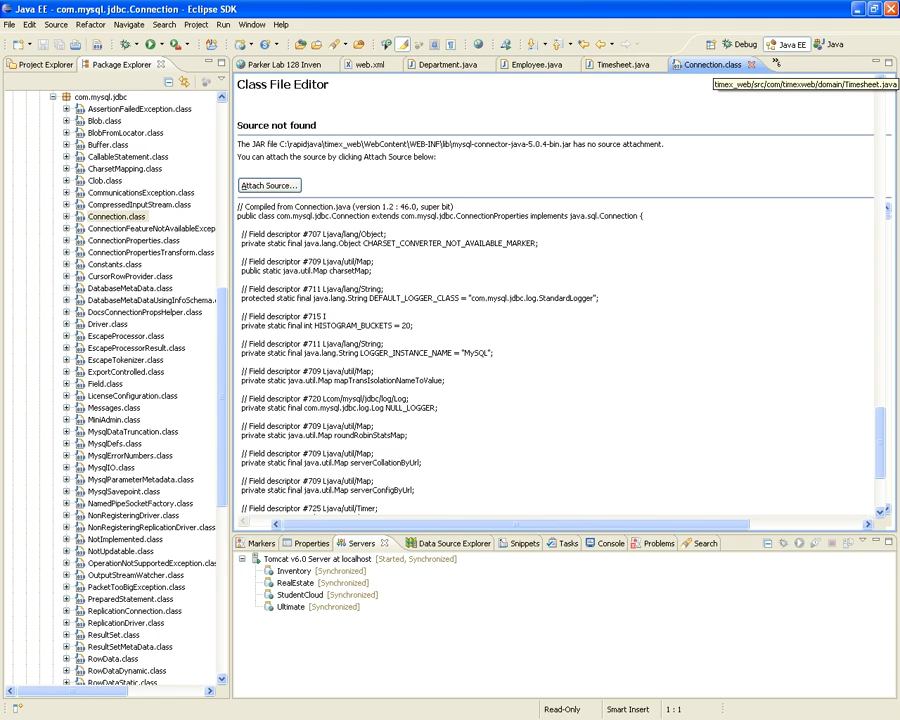 Java EE - com.mysql.jdbc.Connection - Eclipse SDK
File Edit Source Refactor Navigate Search Project Run Window Help
Debug Java EE Java
Project Explorer Package Explorer
Parker Lab 128 Inven web.xml Department.java Employee.java Timesheet.java Connection.class
timex_web/src/com/timexweb/domain/Timesheet.java
com.mysql.jdbc
AssertionFailedException.class
Blob.class
BlobFromLocator.class
Buffer.class
CallableStatement.class
CharsetMapping.class
Clob.class
CommunicationsException.class
CompressedInputStream.class
Connection.class
ConnectionFeatureNotAvailableExcep
ConnectionProperties.class
ConnectionPropertiesTransform.class
Constants.class
CursorRowProvider.class
DatabaseMetaData.class
DatabaseMetaDataUsingInfoSchema.
DocsConnectionPropsHelper.class
Driver.class
EscapeProcessor.class
EscapeProcessorResult.class
EscapeTokenizer.class
ExportControlled.class
Field.class
LicenseConfiguration.class
Messages.class
MiniAdmin.class
MysqlDataTruncation.class
MysqlDefs.class
MysqlErrorNumbers.class
MysqlIO.class
MysqlParameterMetadata.class
MysqlSavepoint.class
NamedPipeSocketFactory.class
NonRegisteringDriver.class
NonRegisteringReplicationDriver.class
NotImplemented.class
NotUpdatable.class
OperationNotSupportedException.class
OutputStreamWatcher.class
PacketTooBigException.class
PreparedStatement.class
ReplicationConnection.class
ReplicationDriver.class
ResultSet.class
ResultSetMetaData.class
RowData.class
RowDataDynamic.class
RowDataStatic.class
Class File Editor
Source not found
The JAR file C:\rapidjava\timex_web\WebContent\WEB-INF\lib\mysql-connector-java-5.0.4-bin.jar has no source attachment.
You can attach the source by clicking Attach Source below:
Attach Source...
// Compiled from Connection.java (version 1.2 : 46.0, super bit)
public class com.mysql.jdbc.Connection extends com.mysql.jdbc.ConnectionProperties implements java.sql.Connection {
// Field descriptor #707 Ljava/lang/Object;
private static final java.lang.Object CHARSET_CONVERTER_NOT_AVAILABLE_MARKER;
// Field descriptor #709 Ljava/util/Map;
public static java.util.Map charsetMap;
// Field descriptor #711 Ljava/lang/String;
protected static final java.lang.String DEFAULT_LOGGER_CLASS = "com.mysql.jdbc.log.StandardLogger";
// Field descriptor #715 I
private static final int HISTOGRAM_BUCKETS = 20;
// Field descriptor #711 Ljava/lang/String;
private static final java.lang.String LOGGER_INSTANCE_NAME = "MySQL";
// Field descriptor #709 Ljava/util/Map;
private static java.util.Map mapTransIsolationNameToValue;
// Field descriptor #720 Lcom/mysql/jdbc/log/Log;
private static final com.mysql.jdbc.log.Log NULL_LOGGER;
// Field descriptor #709 Ljava/util/Map;
private static java.util.Map roundRobinStatsMap;
// Field descriptor #709 Ljava/util/Map;
private static final java.util.Map serverCollationByUrl;
// Field descriptor #709 Ljava/util/Map;
private static final java.util.Map serverConfigByUrl;
// Field descriptor #725 Ljava/util/Timer;
Markers Properties Servers Data Source Explorer Snippets Tasks Console Problems Search
Tomcat v6.0 Server at localhost [Started, Synchronized]
Inventory [Synchronized]
RealEstate [Synchronized]
StudentCloud [Synchronized]
Ultimate [Synchronized]
Read-Only Smart Insert 1 : 1